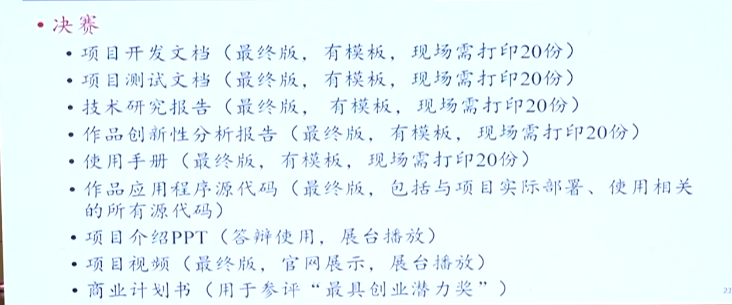 • 决赛
• 项目开发文档（最终版，有模板，现场需打印20份）
• 项目测试文档（最终版，有模板，现场需打印20份）
• 技术研究报告（最终版， 有模板，现场需打印20份）
• 作品创新性分析报告（最终版，有模板，现场需打印20份）
• 使用手册（最终版，有模板，现场需打印20份）
• 作品应用程序源代码（最终版，包括与项目实际部署、使用相关
的所有源代码）
• 项目介绍PPT（答辩使用，展台播放）
• 项目视频（最终版，官网展示，展台播放）
• 商业计划书（用于参评“最具创业潜力奖”）